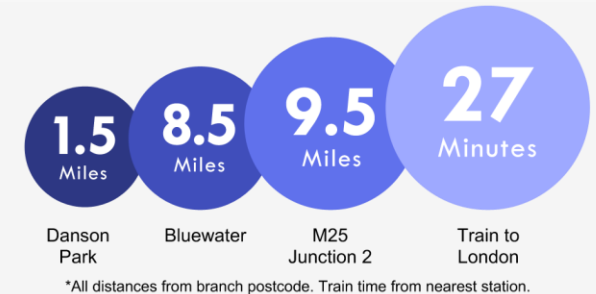 1.5
Miles
8.5
Miles
9.5
Miles
27
Minutes
Danson
Park
Bluewater
M25
Junction 2
Train to
London
*All distances from branch postcode. Train time from nearest station.